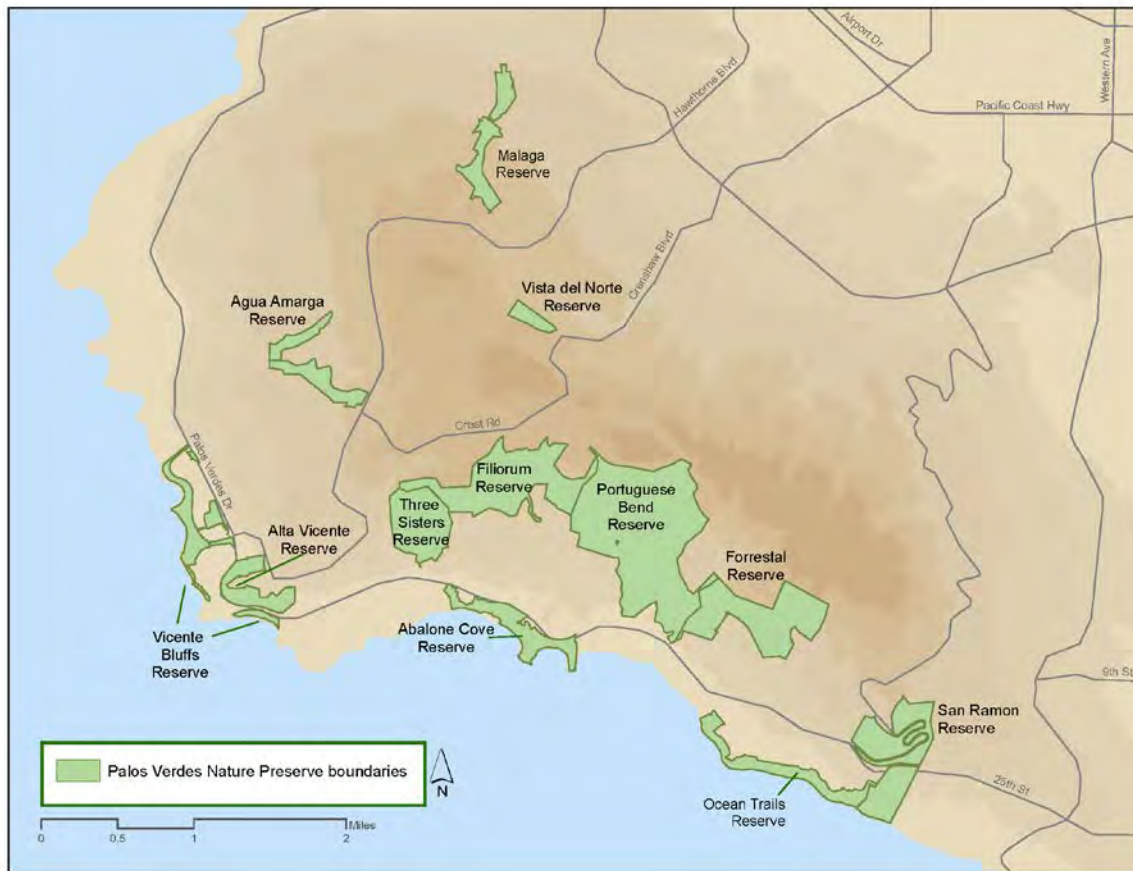 Airport Dr
Western Ave
Hawthorne Blvd
Pacific Coast Hwy
Malaga
Reserve
Crenshaw Blvd
Vista del Norte
Reserve
Agua Amarga
Reserve
Crest Rd
Palos Verdes Dr
Filiorum
Reserve
Three
Sisters
Reserve
Portuguese
Bend
Reserve
Alta Vicente
Reserve
Forrestal
Reserve
Abalone Cove
Reserve
Vicente
Bluffs
Reserve
9th St
San Ramon
Reserve
25th St
Ocean Trails
Reserve
Palos Verdes Nature Preserve boundaries
N
Miles
0 0.5 1 2